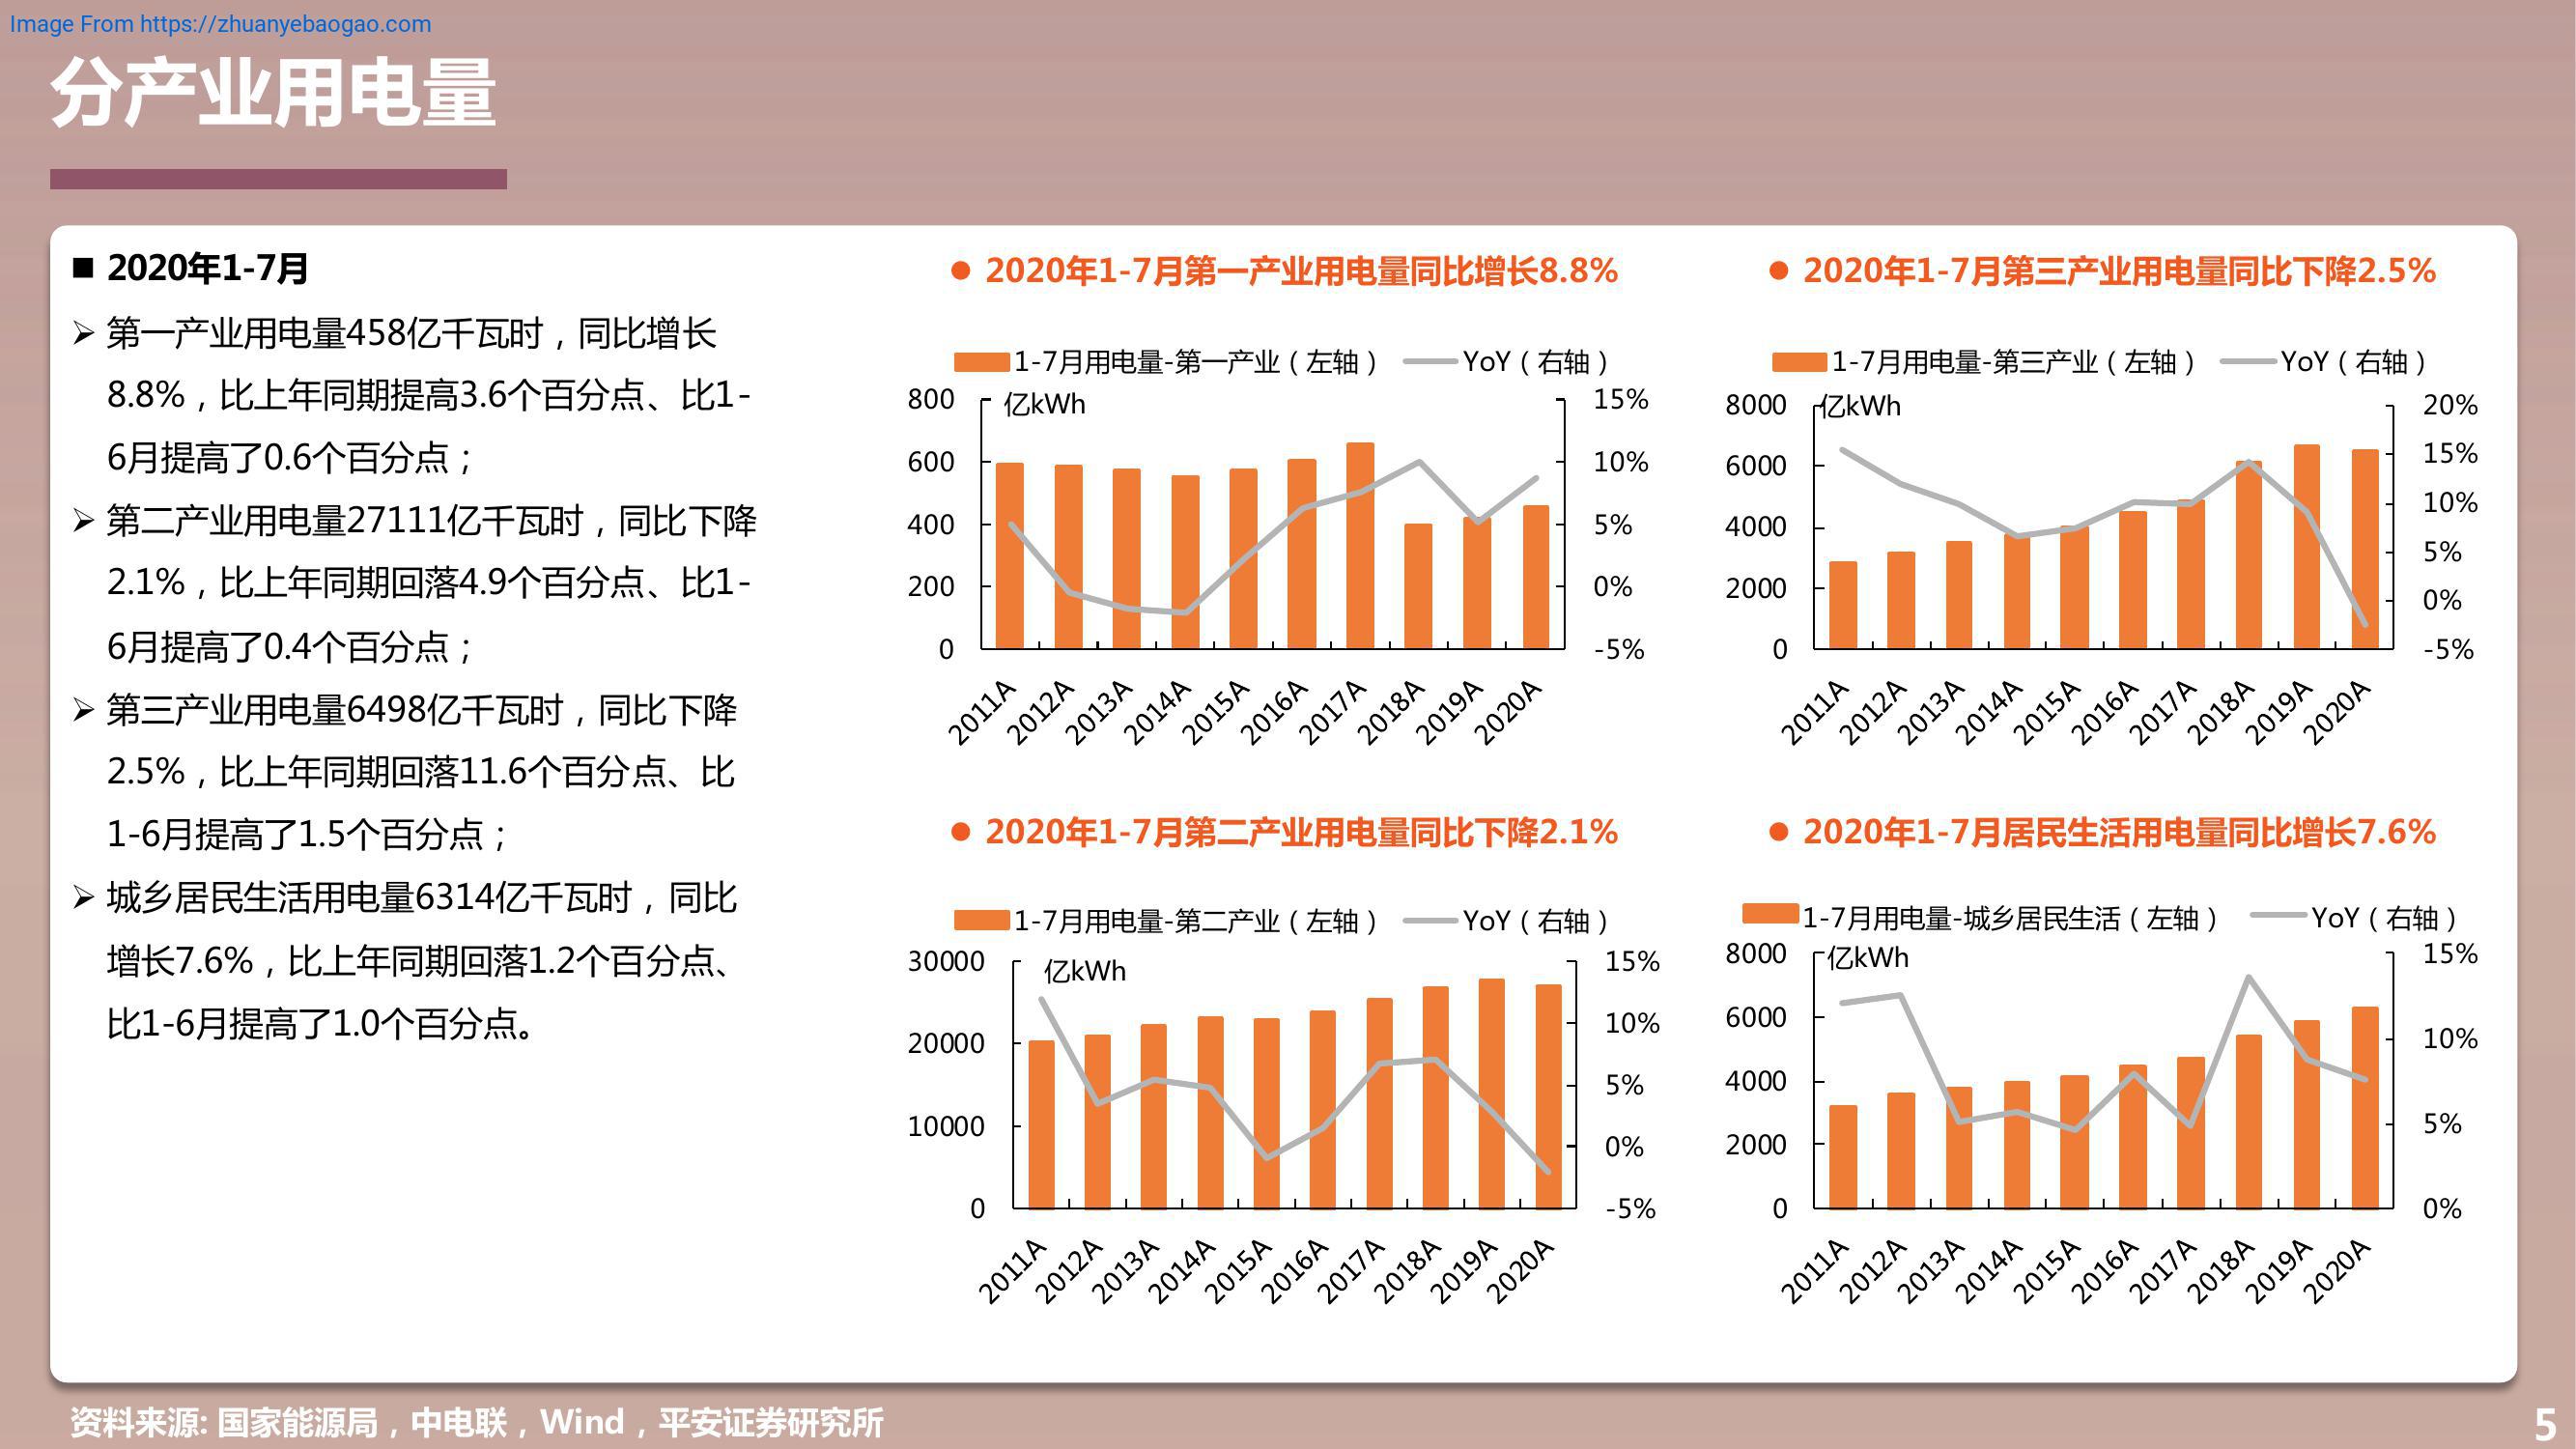 Image From https://zhuanyebaogao.com
分产业用电量
■ 2020年1-7月
➢ 第一产业用电量458亿千瓦时，同比增长
8.8%，比上年同期提高3.6个百分点、比1-
6月提高了0.6个百分点；
➢ 第二产业用电量27111亿千瓦时，同比下降
2.1%，比上年同期回落4.9个百分点、比1-
6月提高了0.4个百分点；
➢ 第三产业用电量6498亿千瓦时，同比下降
2.5%，比上年同期回落11.6个百分点、比
1-6月提高了1.5个百分点；
➢ 城乡居民生活用电量6314亿千瓦时，同比
增长7.6%，比上年同期回落1.2个百分点、
比1-6月提高了1.0个百分点。
● 2020年1-7月第一产业用电量同比增长8.8%
1-7月用电量-第一产业（左轴） YoY（右轴）
亿kWh
800
600
400
200
0
15%
10%
5%
0%
-5%
2011A 2012A 2013A 2014A 2015A 2016A 2017A 2018A 2019A 2020A
● 2020年1-7月第三产业用电量同比下降2.5%
1-7月用电量-第三产业（左轴） YoY（右轴）
亿kWh
8000
6000
4000
2000
0
20%
15%
10%
5%
0%
-5%
2011A 2012A 2013A 2014A 2015A 2016A 2017A 2018A 2019A 2020A
● 2020年1-7月第二产业用电量同比下降2.1%
1-7月用电量-第二产业（左轴） YoY（右轴）
亿kWh
30000
20000
10000
0
15%
10%
5%
0%
-5%
2011A 2012A 2013A 2014A 2015A 2016A 2017A 2018A 2019A 2020A
● 2020年1-7月居民生活用电量同比增长7.6%
1-7月用电量-城乡居民生活（左轴） YoY（右轴）
亿kWh
8000
6000
4000
2000
0
15%
10%
5%
0%
2011A 2012A 2013A 2014A 2015A 2016A 2017A 2018A 2019A 2020A
资料来源: 国家能源局，中电联，Wind，平安证券研究所
5